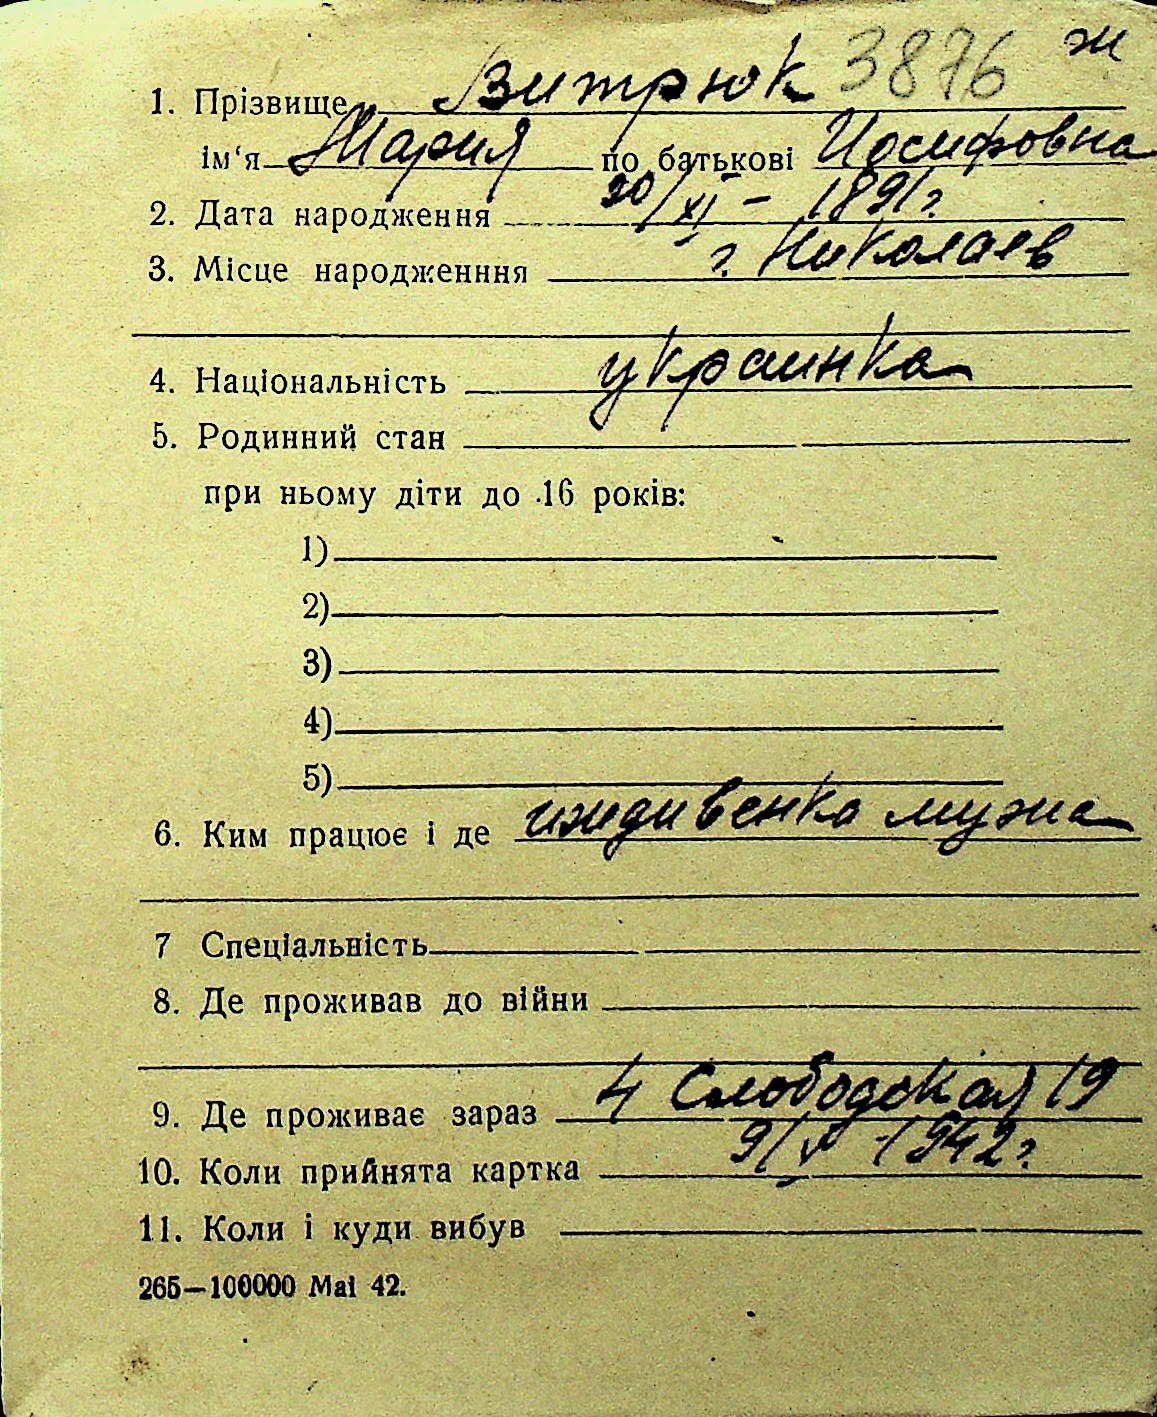 3876 ж
1. Прізвище Витрюк
ім‘я Мария по батькові Иосифовна
2. Дата народження 20/XI – 1891 г.
3. Місце народженння г. Николаев
4. Національність украинка
5. Родинний стан
при ньому діти до 16 років:
1)
2)
3)
4)
5)
6. Ким працює і де иждивенка мужа
7 Спеціальність
8. Де проживав до війни
9. Де проживає зараз 4 Слободская 19
10. Коли прийнята картка 9/V – 1942 г.
11. Коли і куди вибув
265—100000 Mai 42.